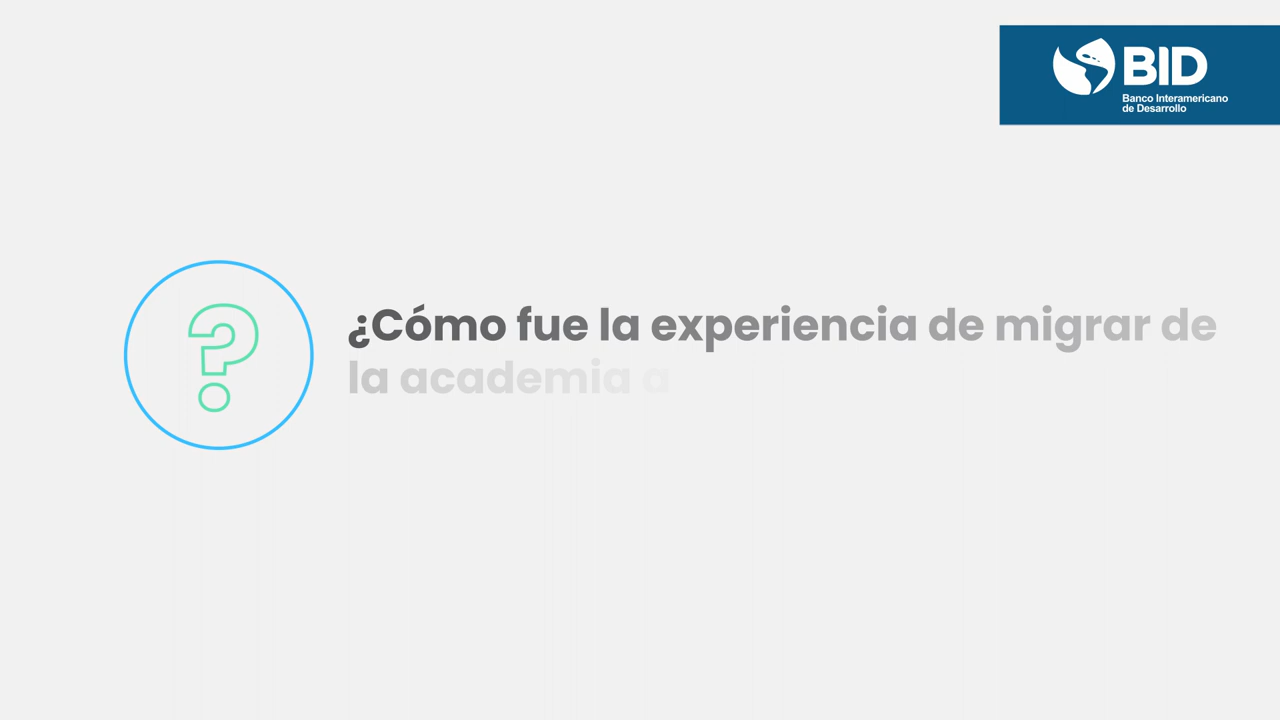 BID
Banco Interamericano
de Desarrollo
¿Cómo fue la experiencia de migrar de
la academia a